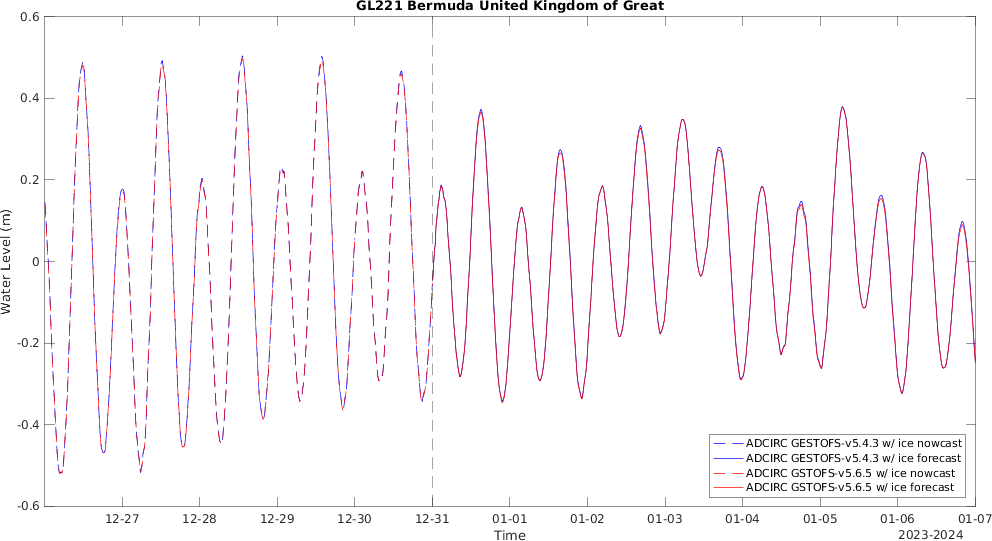 GL221 Bermuda United Kingdom of Great
0.6
0.4
0.2
0
-0.2
-0.4
-0.6
Water Level (m)
12-27 12-28 12-29 12-30 12-31 01-01 01-02 01-03 01-04 01-05 01-06 01-07
Time
2023-2024
ADCIRC GESTOFS-v5.4.3 w/ ice nowcast
ADCIRC GESTOFS-v5.4.3 w/ ice forecast
ADCIRC GSTOFS-v5.6.5 w/ ice nowcast
ADCIRC GSTOFS-v5.6.5 w/ ice forecast